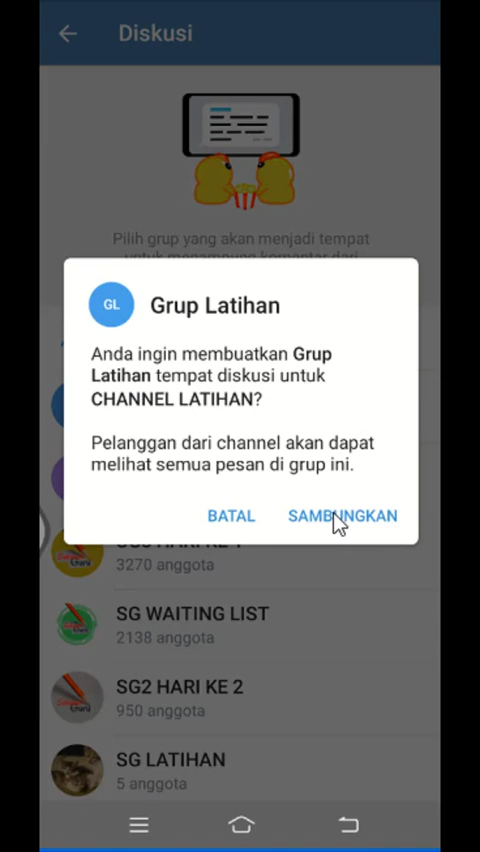 Diskusi
Pilih grup yang akan menjadi tempat
GL
Grup Latihan
Anda ingin membuatkan Grup
Latihan tempat diskusi untuk
CHANNEL LATIHAN?
Pelanggan dari channel akan dapat
melihat semua pesan di grup ini.
BATAL
SAMBUNGKAN
3270 anggota
SG WAITING LIST
2138 anggota
SG2 HARI KE 2
950 anggota
SG LATIHAN
5 anggota